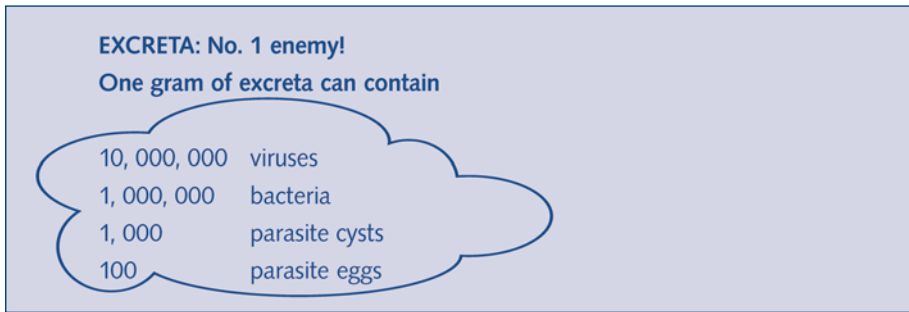 EXCRETA: No. 1 enemy!
One gram of excreta can contain
10, 000, 000 viruses
1, 000, 000 bacteria
1, 000 parasite cysts
100 parasite eggs